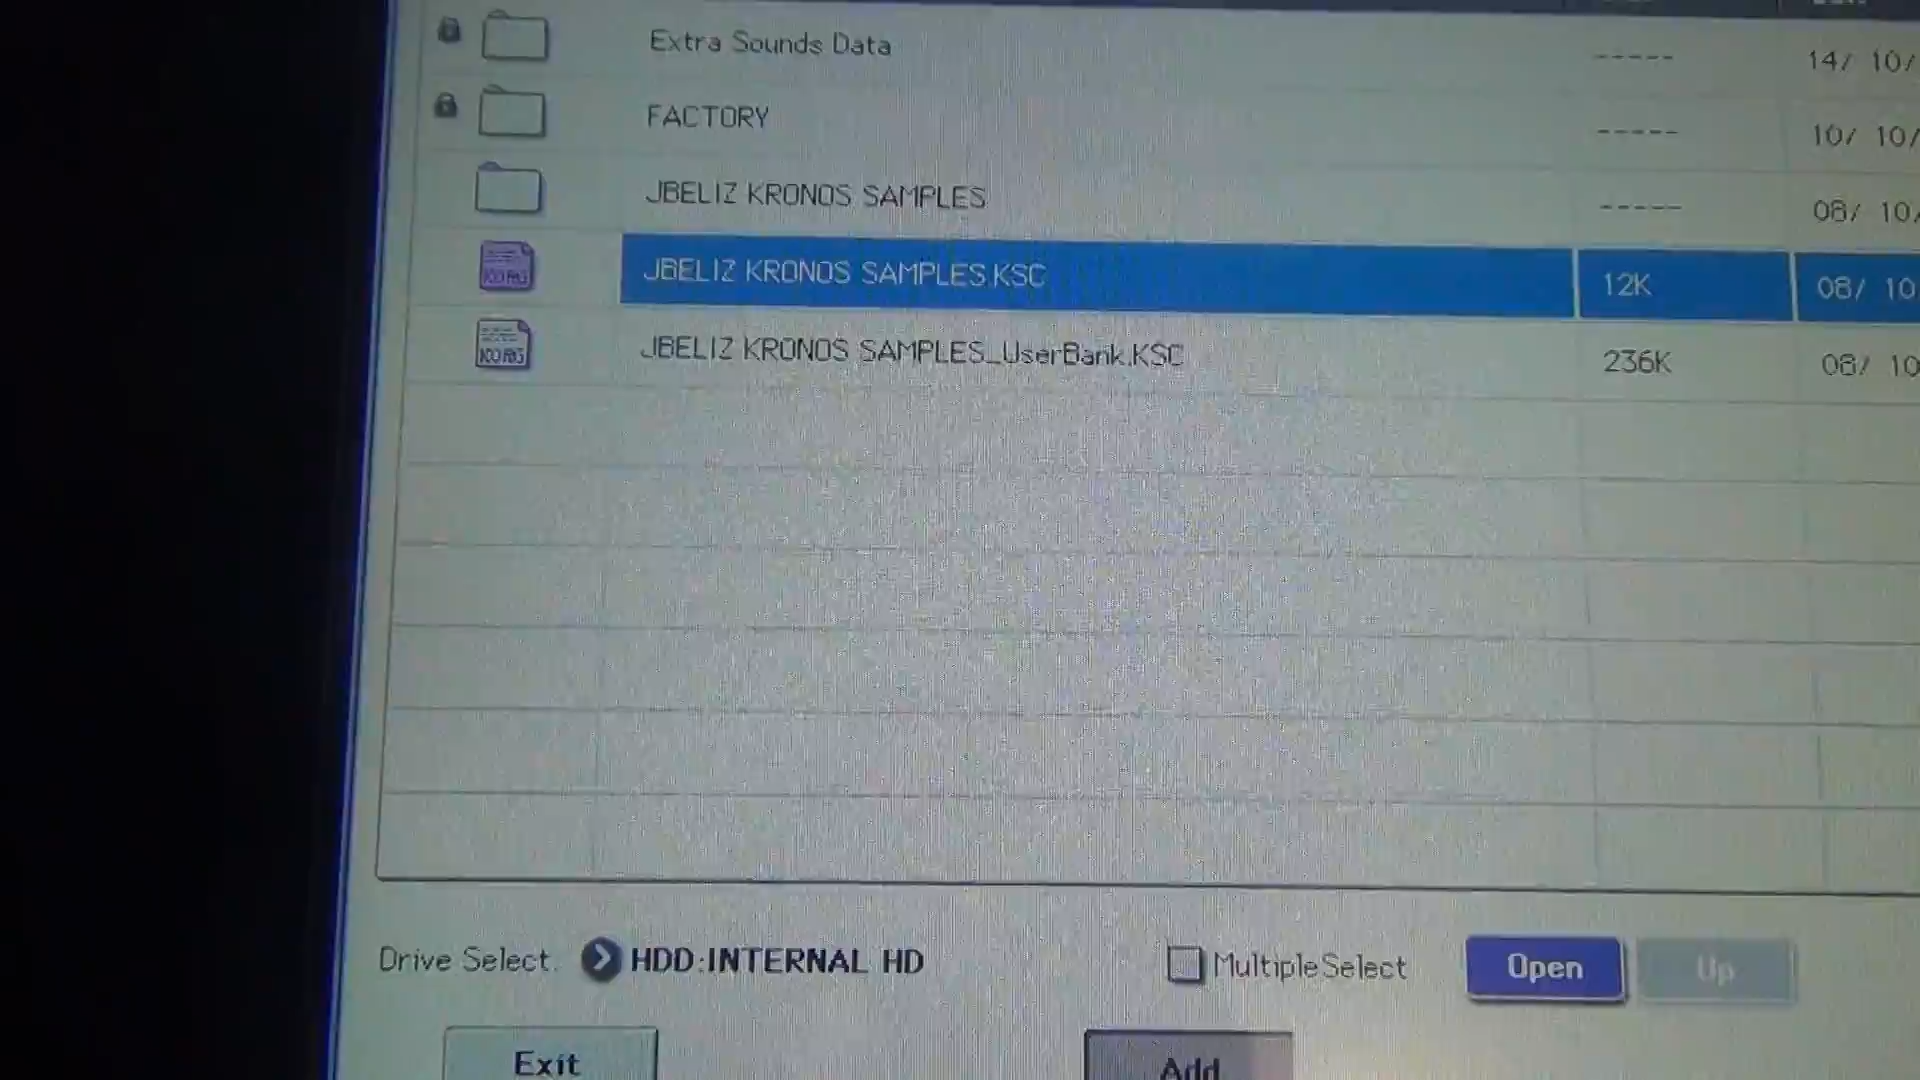 Extra Sounds Data ----- 14/ 10/
FACTORY ----- 10/ 10/
JBELIZ KRONOS SAMPLES ----- 08/ 10/
KORG JBELIZ KRONOS SAMPLES.KSC 12K 08/ 10
KORG JBELIZ KRONOS SAMPLES_UserBank.KSC 236K 08/ 10
Drive Select: HDD:INTERNAL HD Multiple Select Open Up
Exit Add